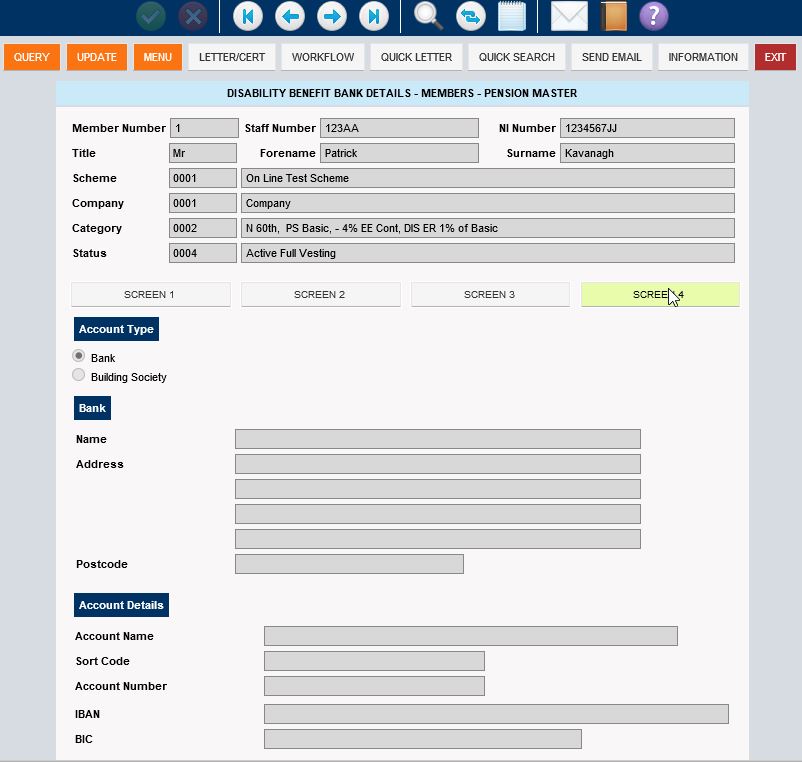 ?
QUERY UPDATE MENU LETTER/CERT WORKFLOW QUICK LETTER QUICK SEARCH SEND EMAIL INFORMATION EXIT
DISABILITY BENEFIT BANK DETAILS - MEMBERS - PENSION MASTER
Member Number 1 Staff Number 123AA NI Number 1234567JJ
Title Mr Forename Patrick Surname Kavanagh
Scheme 0001 On Line Test Scheme
Company 0001 Company
Category 0002 N 60th, PS Basic, - 4% EE Cont, DIS ER 1% of Basic
Status 0004 Active Full Vesting
SCREEN 1 SCREEN 2 SCREEN 3 SCREEN 4
Account Type
Bank
Building Society
Bank
Name
Address
Postcode
Account Details
Account Name
Sort Code
Account Number
IBAN
BIC